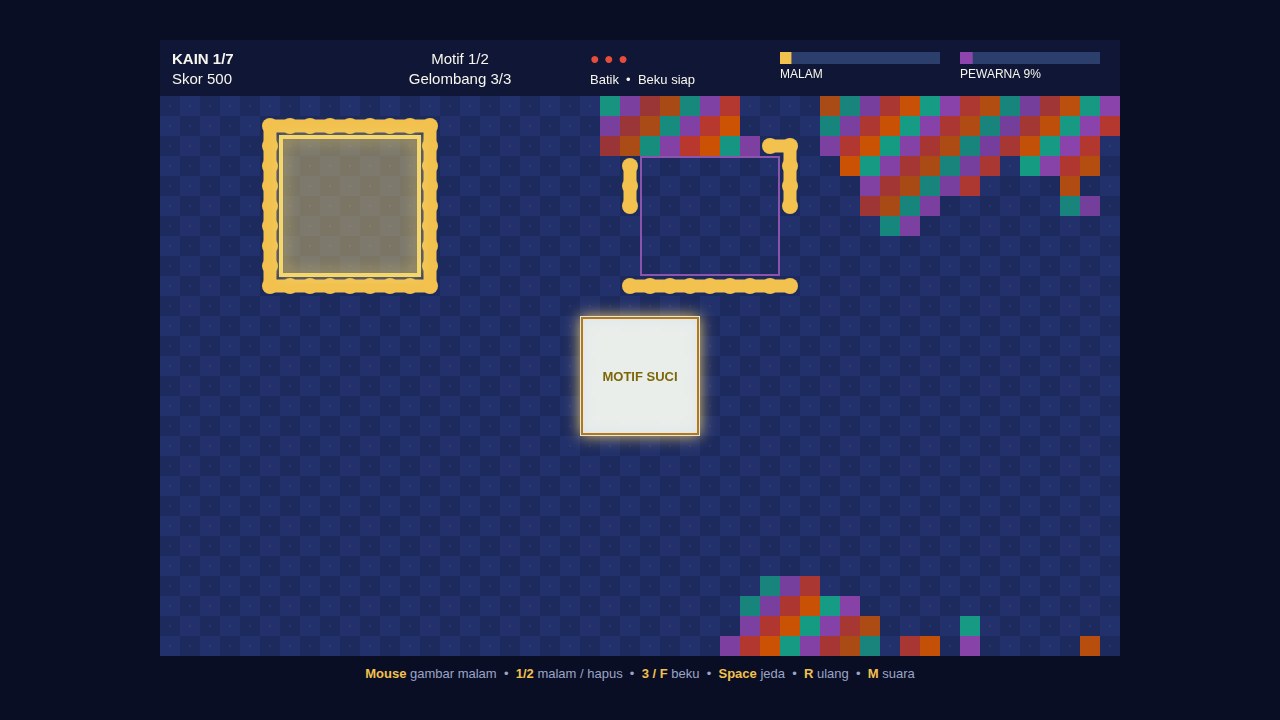 KAIN 1/7
Skor 500
Motif 1/2
Gelombang 3/3
Batik • Beku siap
MALAM
PEWARNA 9%
MOTIF SUCI
Mouse gambar malam • 1/2 malam / hapus • 3 / F beku • Space jeda • R ulang • M suara